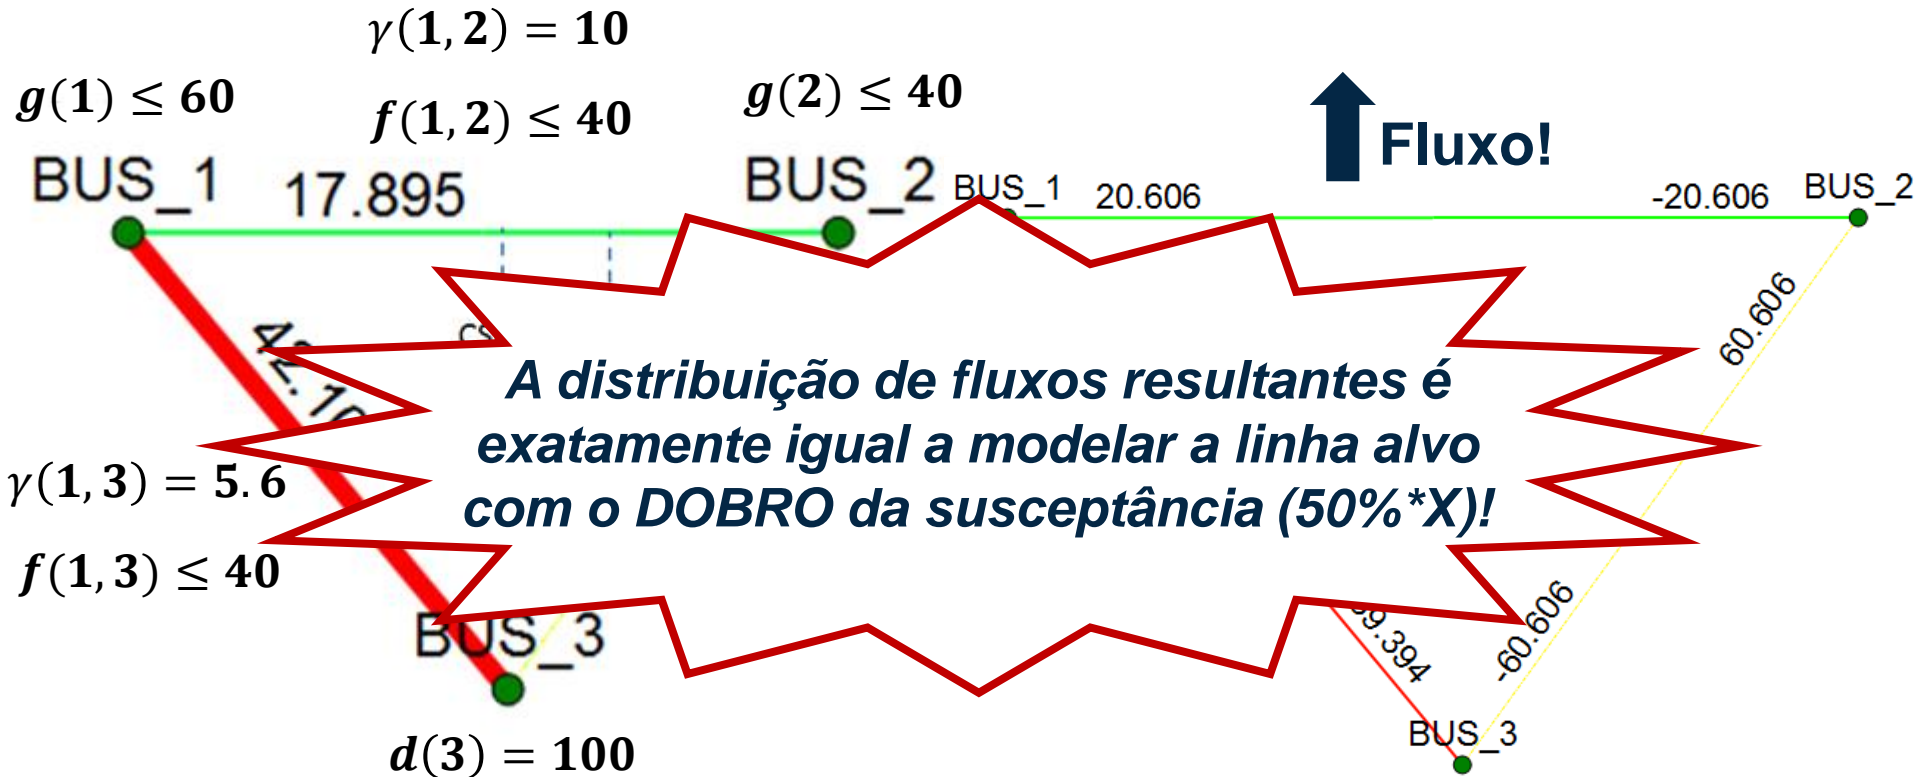 γ(1,2) = 10
g(1) ≤ 60
f(1,2) ≤ 40
g(2) ≤ 40
Fluxo!
BUS_1
17.895
BUS_2
BUS_1
20.606
-20.606
BUS_2
60.606
A distribuição de fluxos resultantes é
exatamente igual a modelar a linha alvo
com o DOBRO da susceptância (50%*X)!
γ(1,3) = 5.6
f(1,3) ≤ 40
-60.606
BUS_3
BUS_3
d(3) = 100